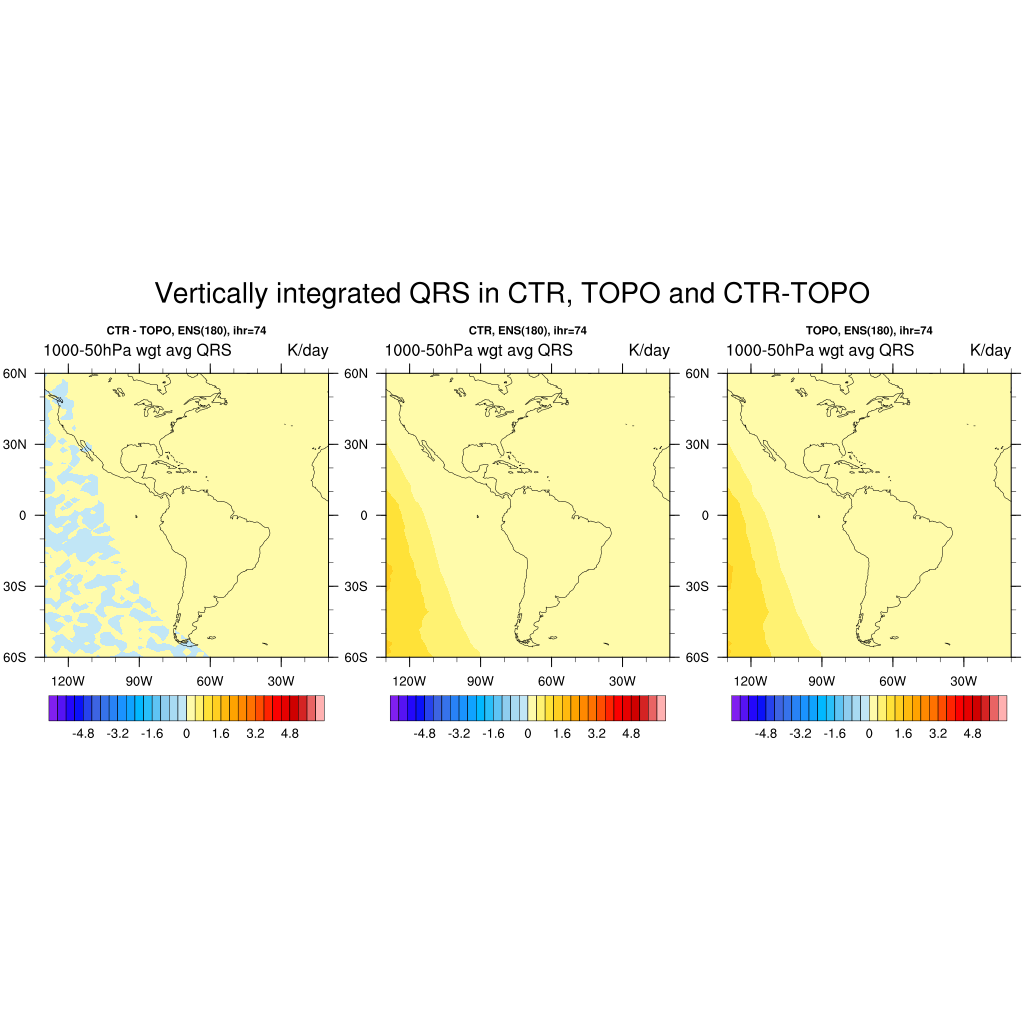 Vertically integrated QRS in CTR, TOPO and CTR-TOPO
CTR - TOPO, ENS(180), ihr=74
1000-50hPa wgt avg QRS K/day
60N
30N
0
30S
60S
120W 90W 60W 30W
-4.8 -3.2 -1.6 0 1.6 3.2 4.8
CTR, ENS(180), ihr=74
1000-50hPa wgt avg QRS K/day
60N
30N
0
30S
60S
120W 90W 60W 30W
-4.8 -3.2 -1.6 0 1.6 3.2 4.8
TOPO, ENS(180), ihr=74
1000-50hPa wgt avg QRS K/day
60N
30N
0
30S
60S
120W 90W 60W 30W
-4.8 -3.2 -1.6 0 1.6 3.2 4.8